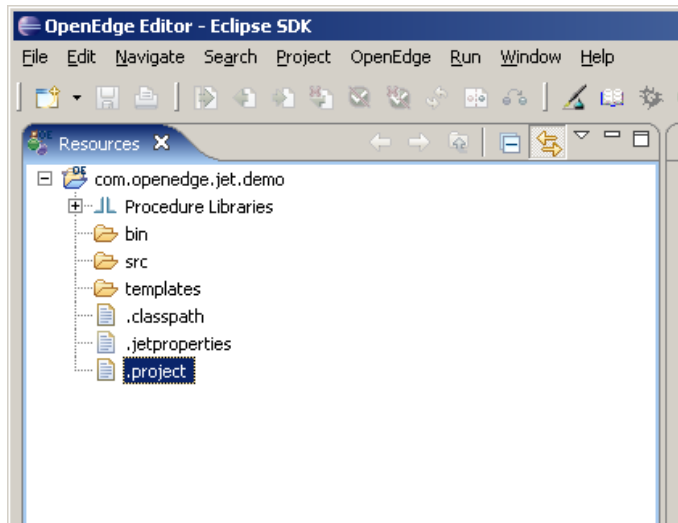 OpenEdge Editor - Eclipse SDK
File Edit Navigate Search Project OpenEdge Run Window Help
Resources
com.openedge.jet.demo
Procedure Libraries
bin
src
templates
.classpath
.jetproperties
.project